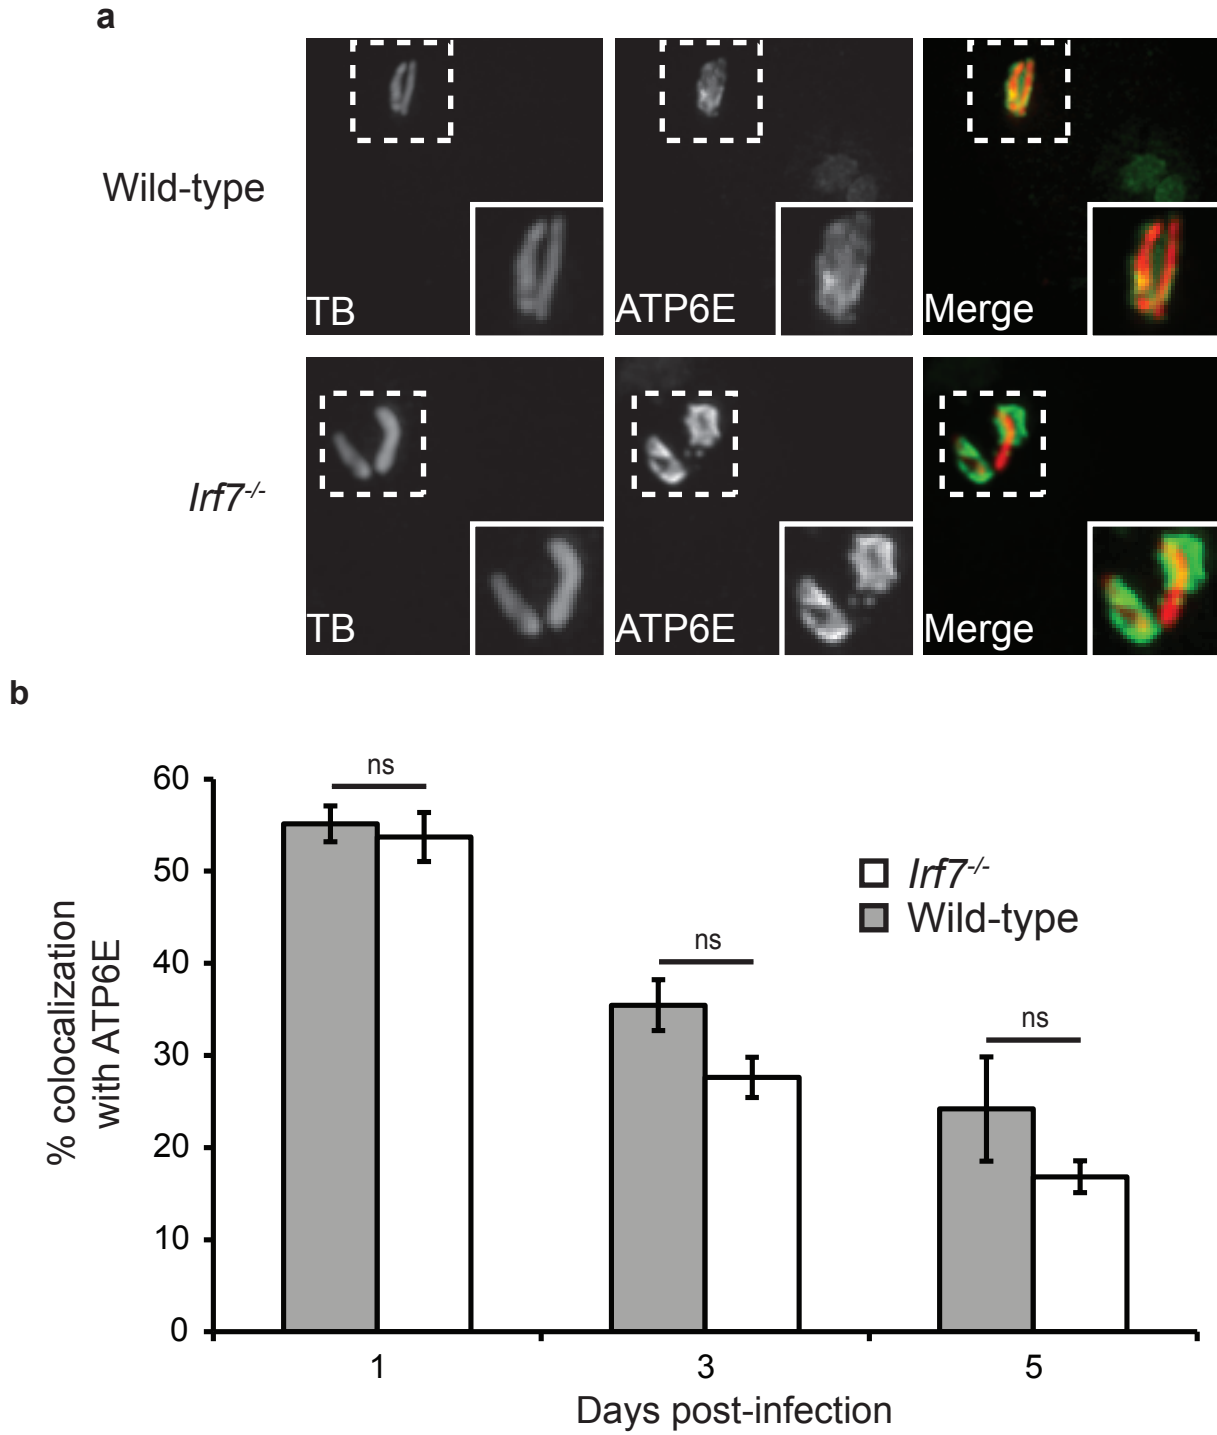 a
Wild-type
TB
ATP6E
Merge
Irf7-/-
TB
ATP6E
Merge
b
60
50
40
30
20
10
0
% colocalization
with ATP6E
ns
ns
ns
Irf7-/-
Wild-type
1
3
5
Days post-infection